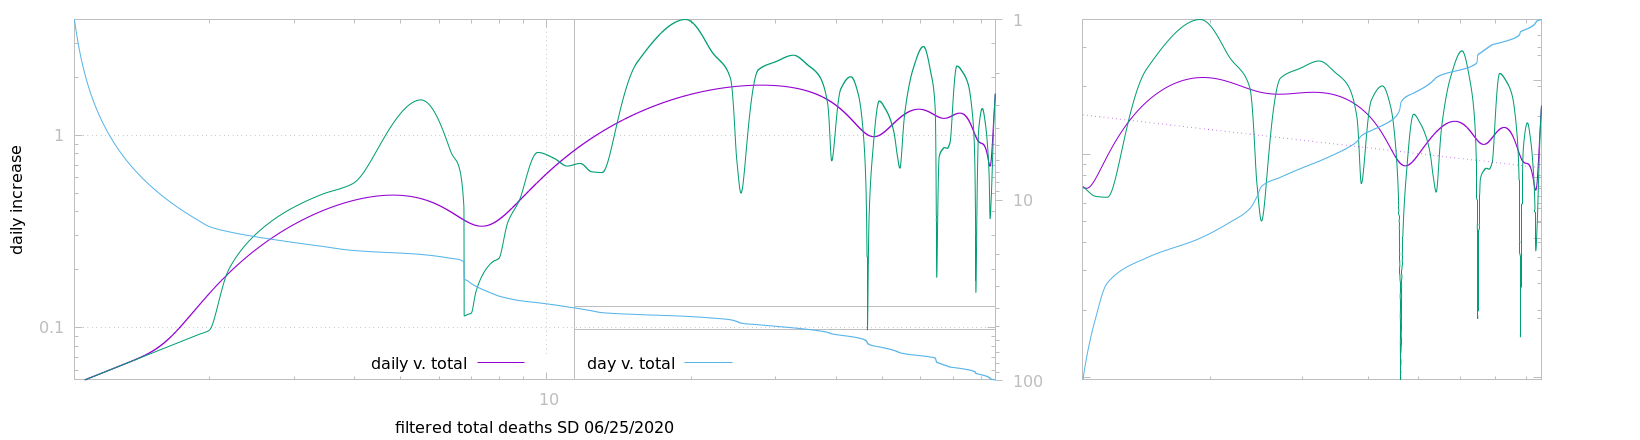 1
1
daily increase
10
0.1
daily v. total
day v. total
100
10
filtered total deaths SD 06/25/2020